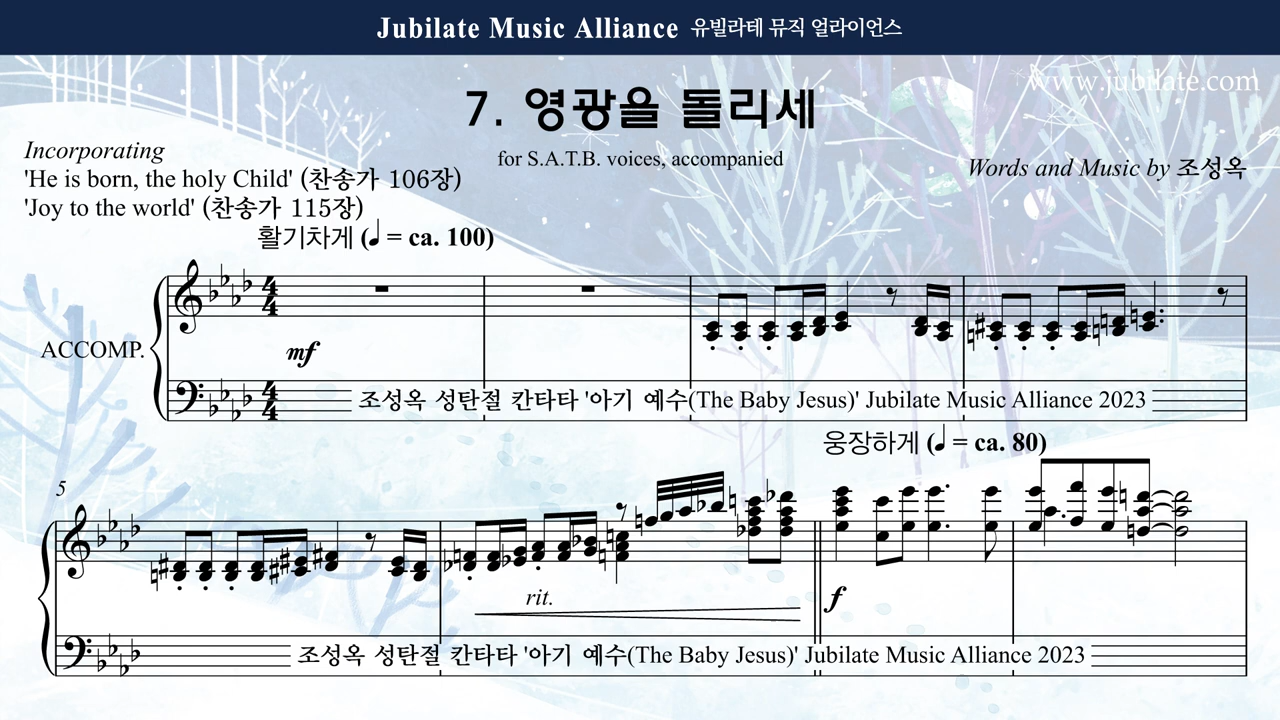 Jubilate Music Alliance 유빌라테 뮤직 얼라이언스
www.jubilate.com
7. 영광을 돌리세
for S.A.T.B. voices, accompanied
Incorporating
'He is born, the holy Child' (찬송가 106장)
'Joy to the world' (찬송가 115장)
Words and Music by 조성옥
활기차게 (♩ = ca. 100)
4
4
ACCOMP.
mf
4
4
조성옥 성탄절 칸타타 '아기 예수(The Baby Jesus)' Jubilate Music Alliance 2023
웅장하게 (♩ = ca. 80)
5
rit.
f
조성옥 성탄절 칸타타 '아기 예수(The Baby Jesus)' Jubilate Music Alliance 2023